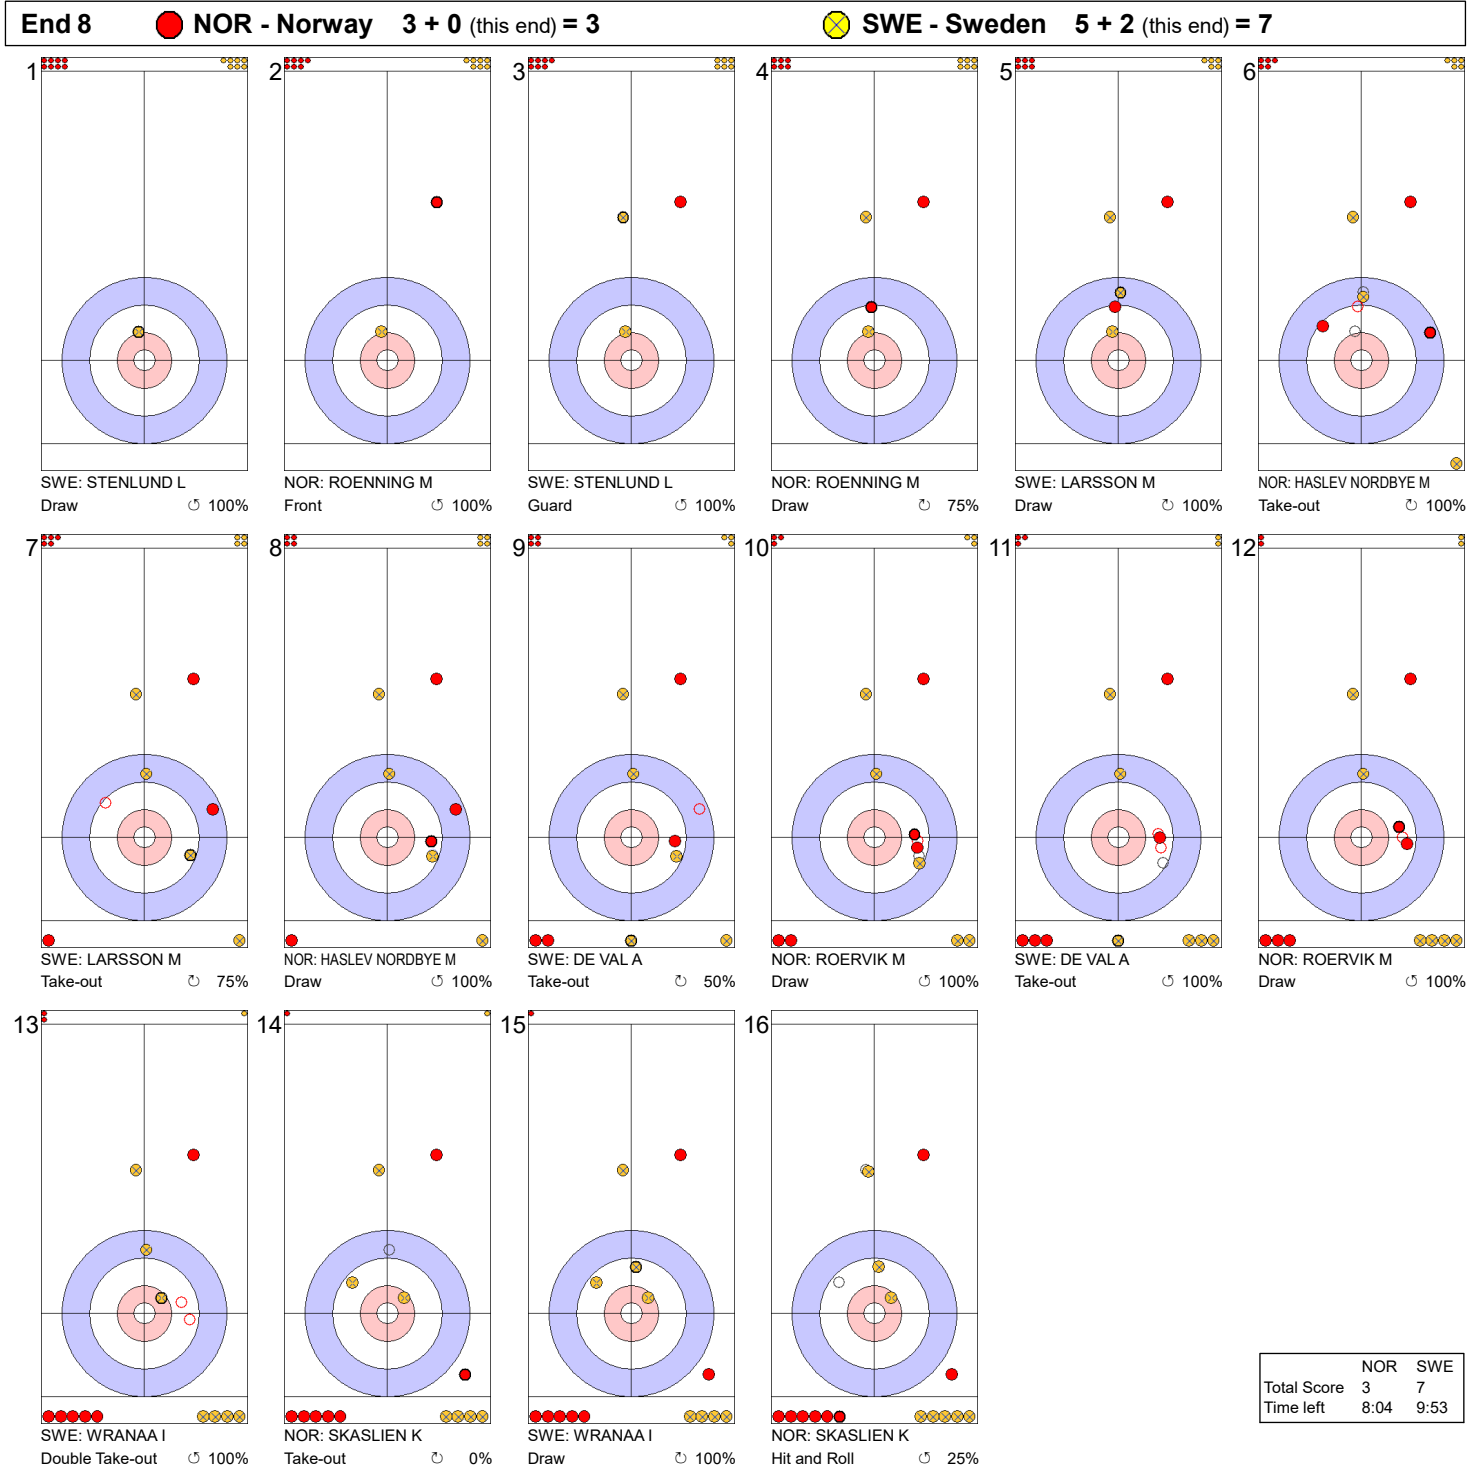 End 8 NOR - Norway 3 + 0 (this end) = 3 SWE - Sweden 5 + 2 (this end) = 7
1 2 3 4 5 6
SWE: STENLUND L NOR: ROENNING M SWE: STENLUND L NOR: ROENNING M SWE: LARSSON M NOR: HASLEV NORDBYE M
Draw ↺ 100% Front ↺ 100% Guard ↺ 100% Draw ↺ 75% Draw ↺ 100% Take-out ↻ 100%
7 8 9 10 11 12
SWE: LARSSON M NOR: HASLEV NORDBYE M SWE: DE VAL A NOR: ROERVIK M SWE: DE VAL A NOR: ROERVIK M
Take-out ↻ 75% Draw ↺ 100% Take-out ↻ 50% Draw ↺ 100% Take-out ↺ 100% Draw ↺ 100%
13 14 15 16
SWE: WRANAA I NOR: SKASLIEN K SWE: WRANAA I NOR: SKASLIEN K
Double Take-out ↻ 100% Take-out ↻ 0% Draw ↻ 100% Hit and Roll ↺ 25%
NOR SWE
Total Score 3 7
Time left 8:04 9:53